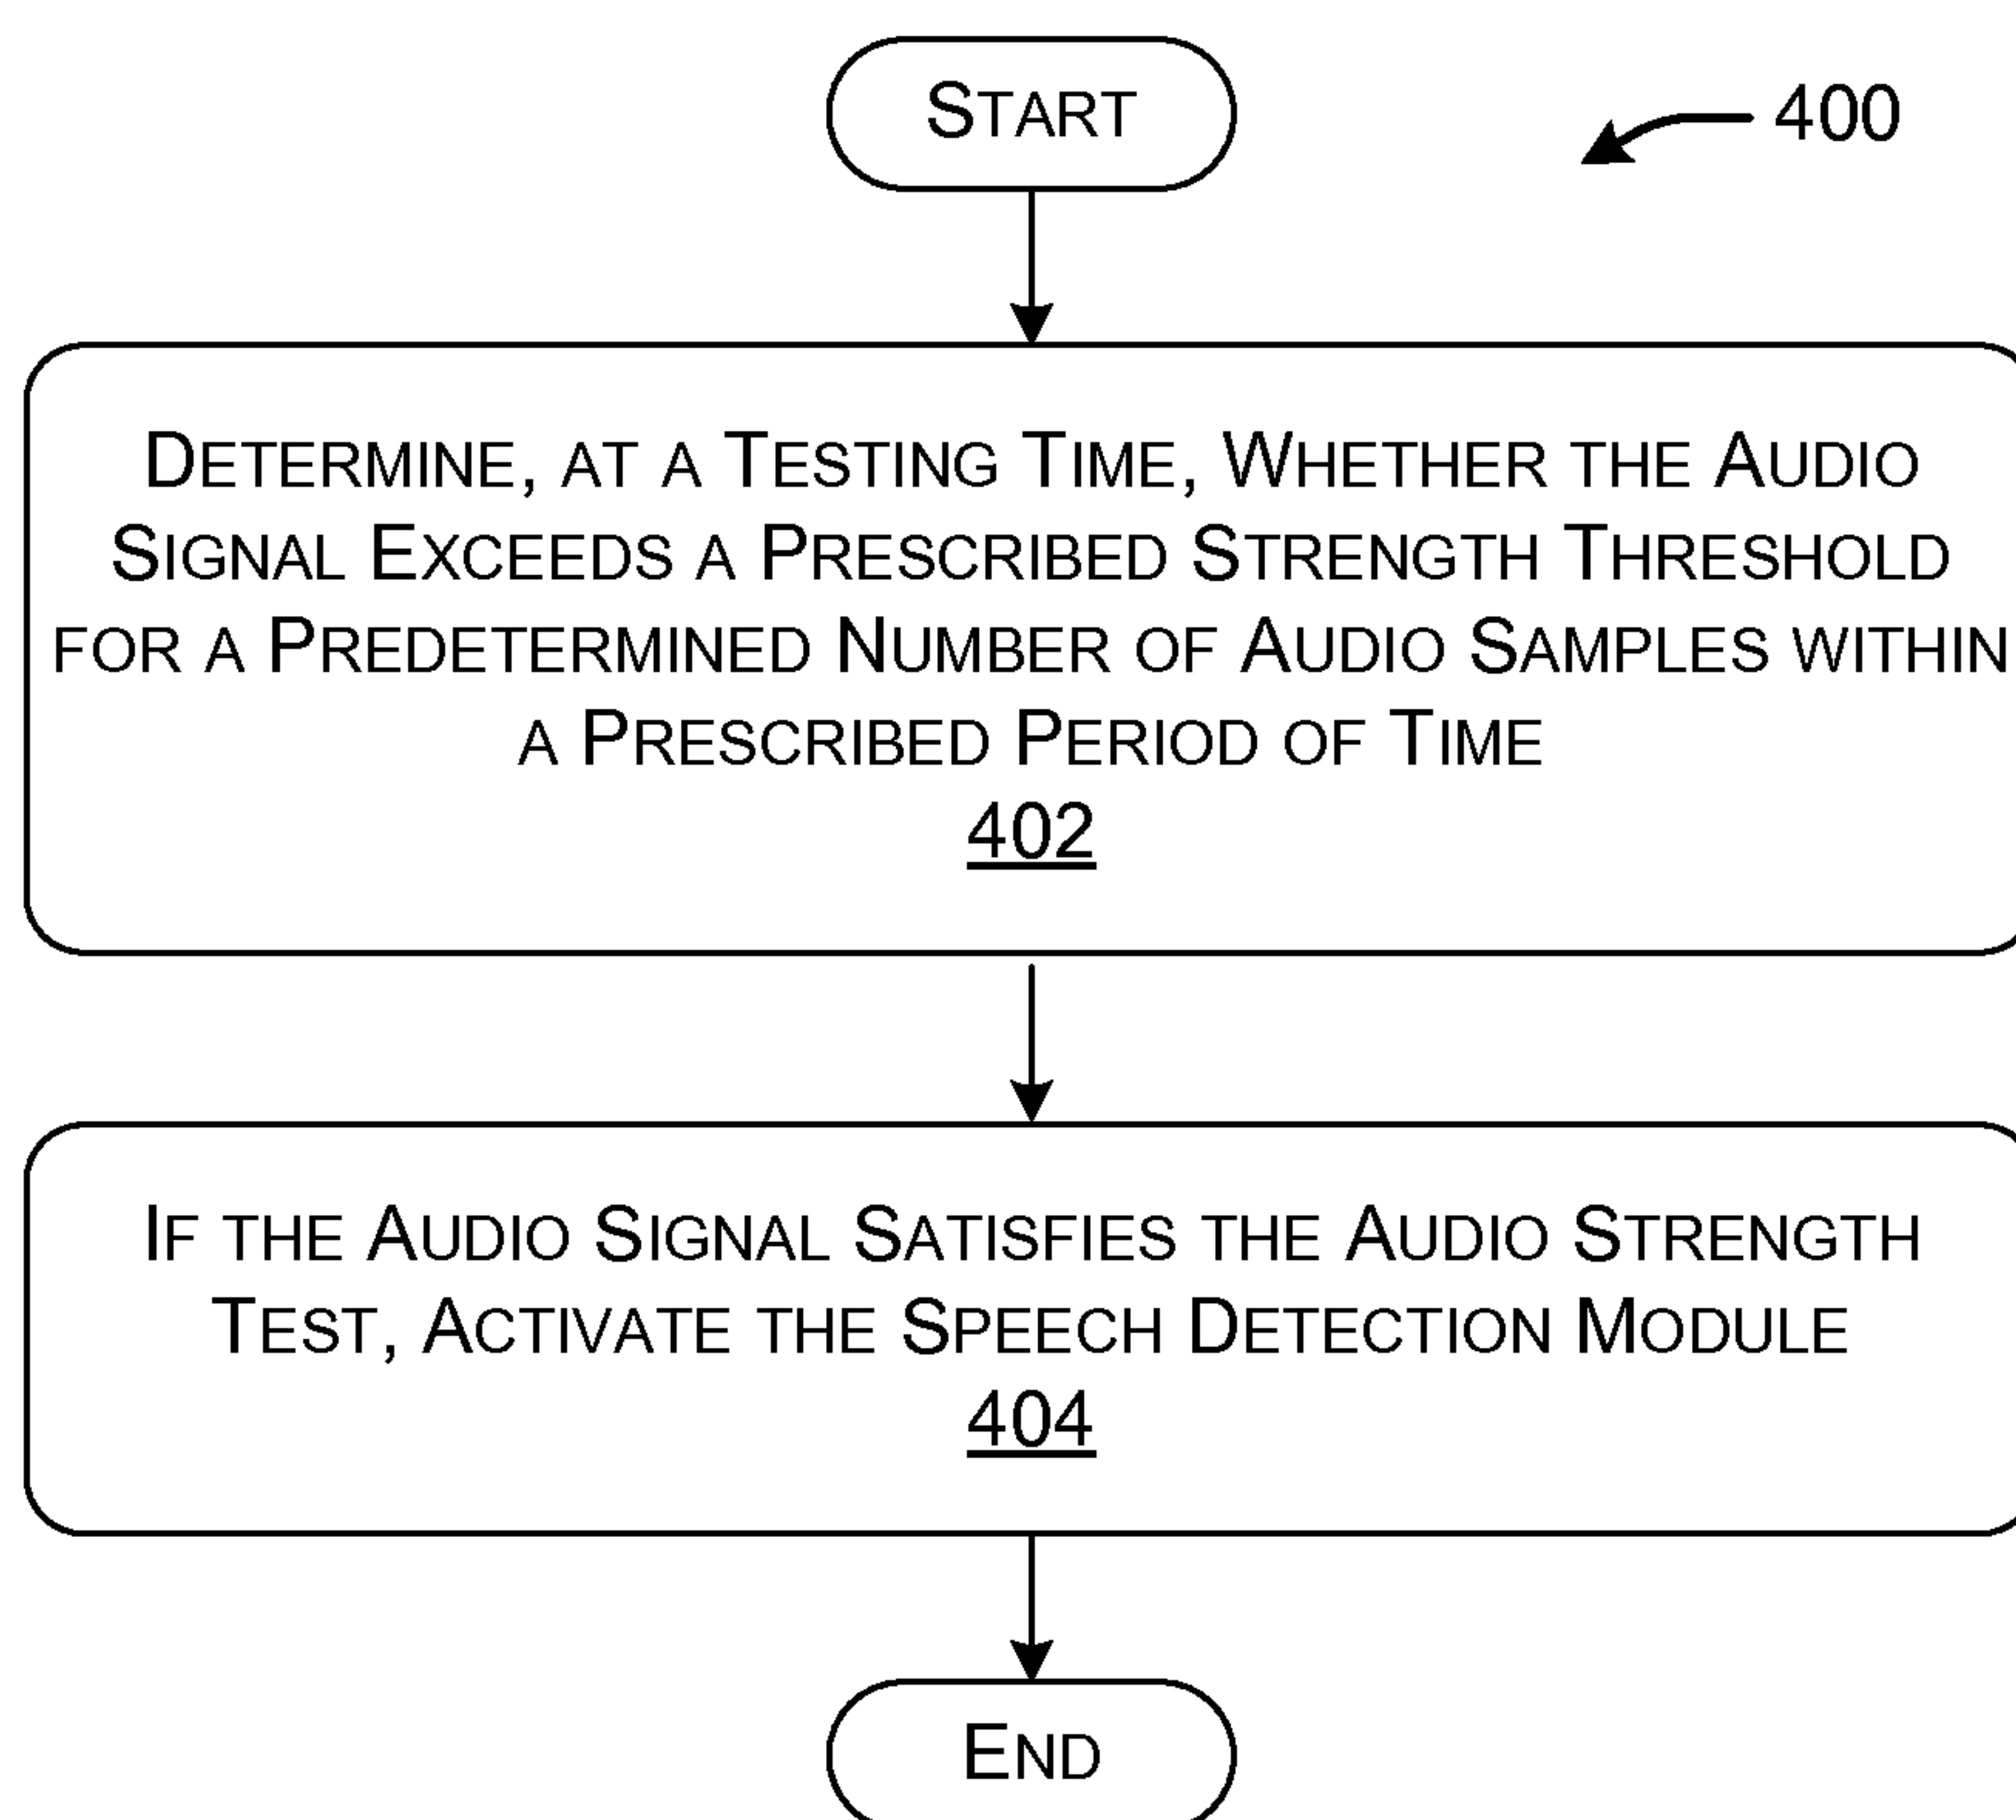 START
400
DETERMINE, AT A TESTING TIME, WHETHER THE AUDIO
SIGNAL EXCEEDS A PRESCRIBED STRENGTH THRESHOLD
FOR A PREDETERMINED NUMBER OF AUDIO SAMPLES WITHIN
A PRESCRIBED PERIOD OF TIME
402
IF THE AUDIO SIGNAL SATISFIES THE AUDIO STRENGTH
TEST, ACTIVATE THE SPEECH DETECTION MODULE
404
END